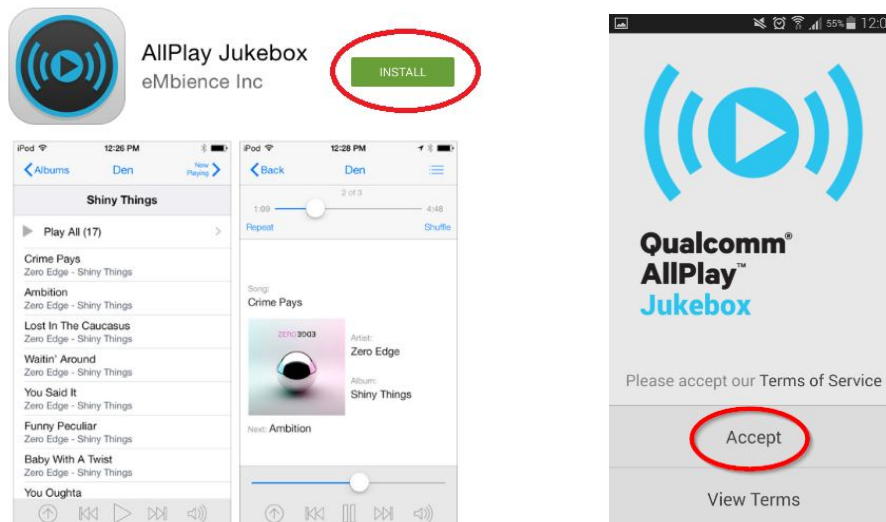 AllPlay Jukebox
eMbience Inc
INSTALL
iPod 12:26 PM
Albums Den Now Playing
Shiny Things
Play All (17)
Crime Pays
Zero Edge - Shiny Things
Ambition
Zero Edge - Shiny Things
Lost In The Caucasus
Zero Edge - Shiny Things
Waitin' Around
Zero Edge - Shiny Things
You Said It
Zero Edge - Shiny Things
Funny Peculiar
Zero Edge - Shiny Things
Baby With A Twist
Zero Edge - Shiny Things
You Oughta
iPod 12:28 PM
Back Den
2 of 3
1:09 4:48
Repeat Shuffle
Song:
Crime Pays
Artist:
Zero Edge
Album:
Shiny Things
Next: Ambition
55% 12:0
Qualcomm®
AllPlay™
Jukebox
Please accept our Terms of Service
Accept
View Terms